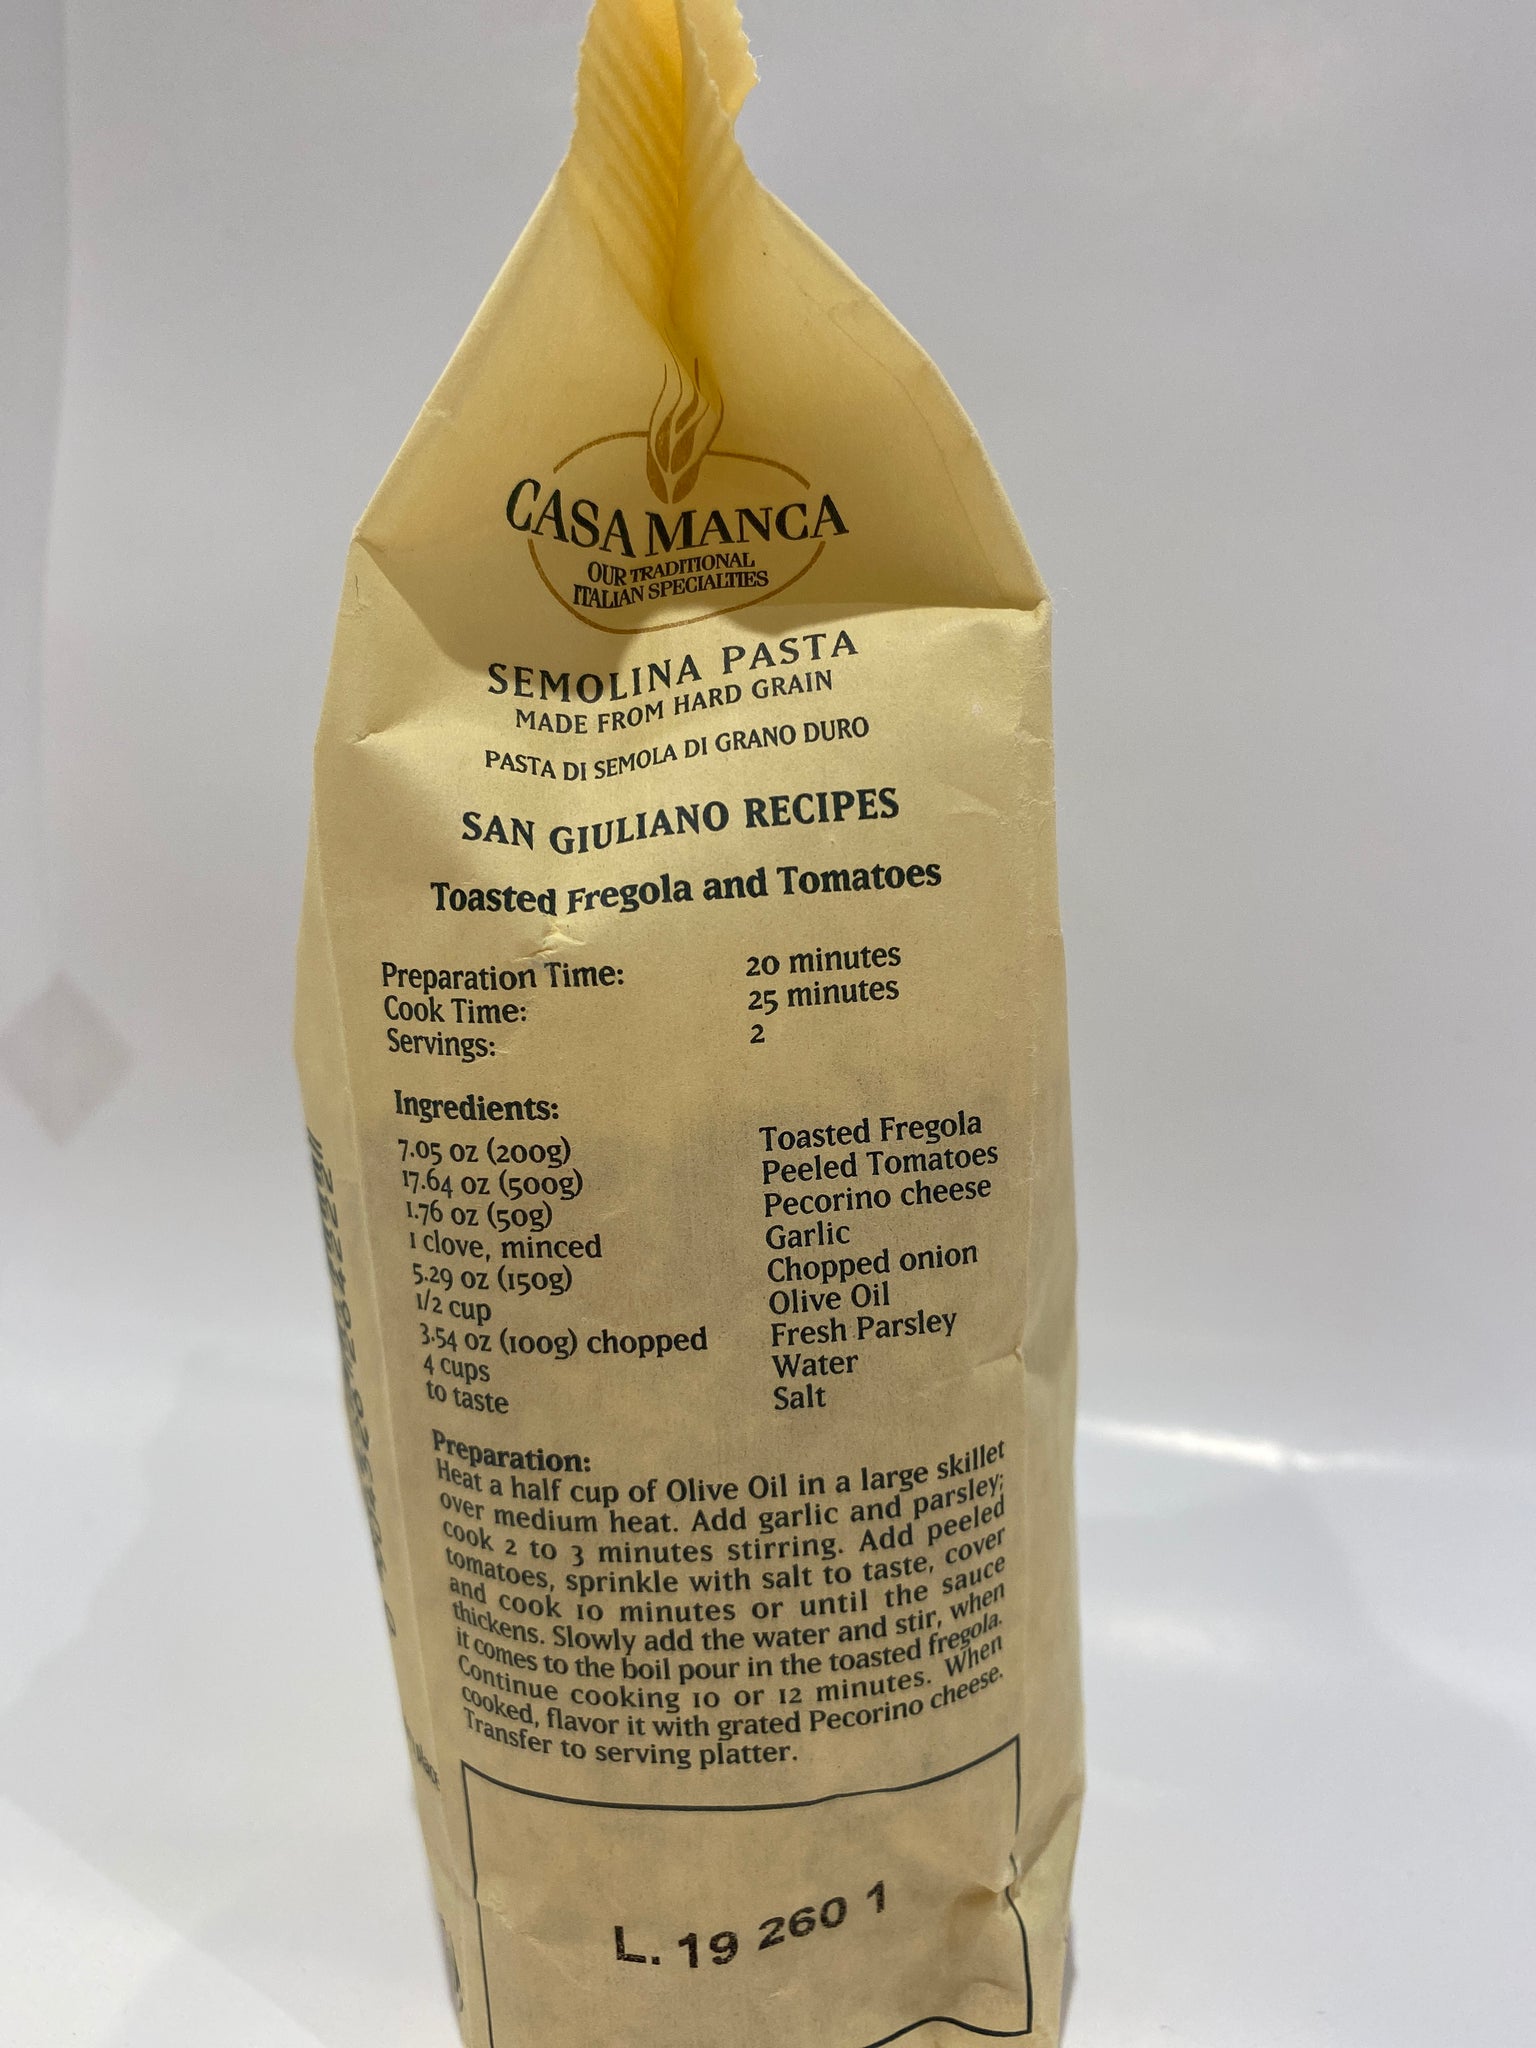 CASA MANCA
OUR TRADITIONAL
ITALIAN SPECIALTIES
SEMOLINA PASTA
MADE FROM HARD GRAIN
PASTA DI SEMOLA DI GRANO DURO
SAN GIULIANO RECIPES
Toasted Fregola and Tomatoes
Preparation Time: 20 minutes
Cook Time: 25 minutes
Servings: 2
Ingredients:
7.05 oz (200g) Toasted Fregola
17.64 oz (500g) Peeled Tomatoes
1.76 oz (50g) Pecorino cheese
1 clove, minced Garlic
5.29 oz (150g) Chopped onion
1/2 cup Olive Oil
3.54 oz (100g) chopped Fresh Parsley
4 cups Water
to taste Salt
Preparation:
Heat a half cup of Olive Oil in a large skillet
over medium heat. Add garlic and parsley;
cook 2 to 3 minutes stirring. Add peeled
tomatoes, sprinkle with salt to taste, cover
and cook 10 minutes or until the sauce
thickens. Slowly add the water and stir, when
it comes to the boil pour in the toasted fregola.
Continue cooking 10 or 12 minutes. When
cooked, flavor it with grated Pecorino cheese.
Transfer to serving platter.
L. 19 260 1